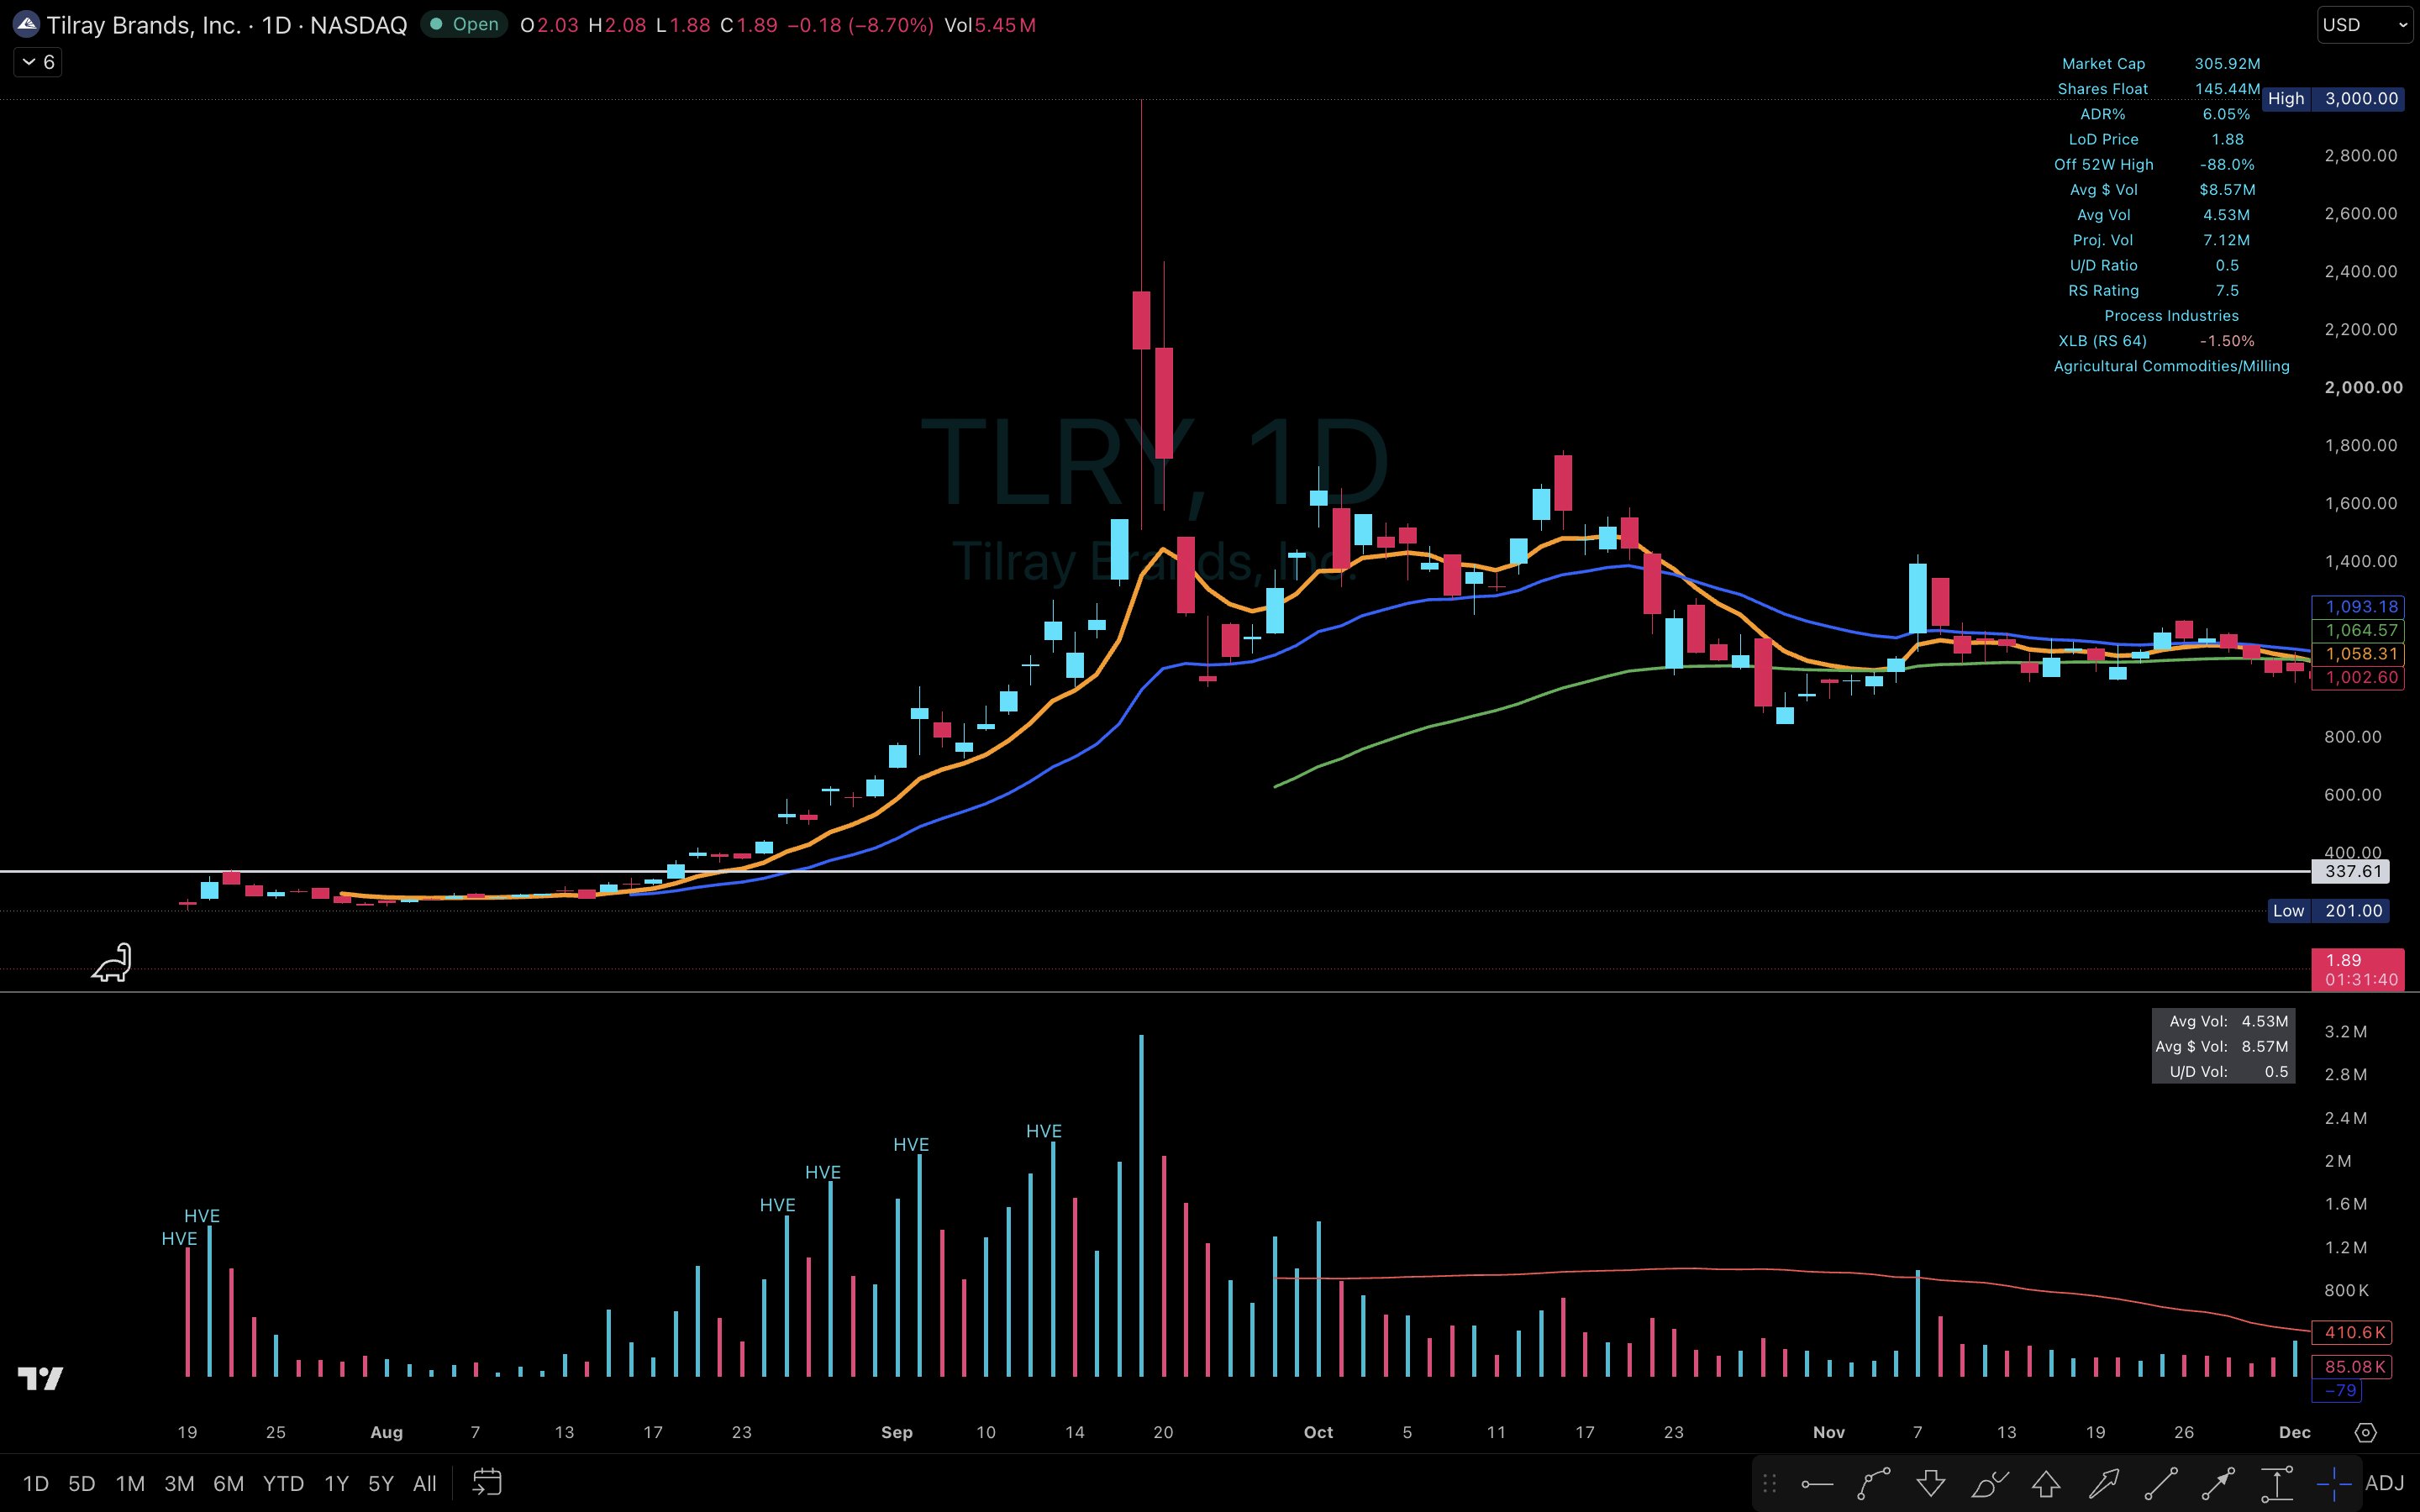 Tilray Brands, Inc. · 1D · NASDAQ Open O2.03 H2.08 L1.88 C1.89 −0.18 (−8.70%) Vol5.45M
USD
6
Market Cap 305.92M
Shares Float 145.44M
ADR% 6.05%
LoD Price 1.88
Off 52W High -88.0%
Avg $ Vol $8.57M
Avg Vol 4.53M
Proj. Vol 7.12M
U/D Ratio 0.5
RS Rating 7.5
Process Industries
XLB (RS 64) -1.50%
Agricultural Commodities/Milling
High 3,000.00
2,800.00
2,600.00
2,400.00
2,200.00
2,000.00
1,800.00
1,600.00
1,400.00
1,093.18
1,064.57
1,058.31
1,002.60
800.00
600.00
400.00
337.61
Low 201.00
1.89
01:31:40
TLRY, 1D
Tilray Brands, Inc.
Avg Vol: 4.53M
Avg $ Vol: 8.57M
U/D Vol: 0.5
3.2 M
2.8 M
2.4 M
2 M
1.6 M
1.2 M
800 K
410.6 K
85.08 K
−79
HVE
HVE
HVE
HVE
HVE
HVE
19 25 Aug 7 13 17 23 Sep 10 14 20 Oct 5 11 17 23 Nov 7 13 19 26 Dec
1D 5D 1M 3M 6M YTD 1Y 5Y All
ADJ